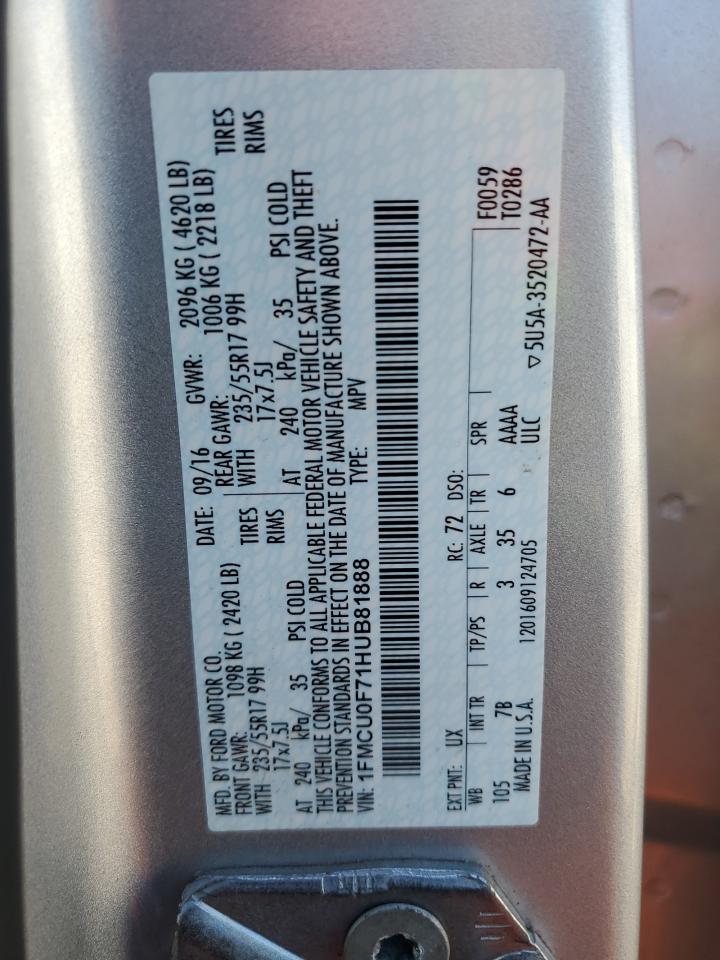 MFD. BY FORD MOTOR CO. DATE: 09/16 GVWR: 2096 KG ( 4620 LB)
FRONT GAWR: 1098 KG ( 2420 LB) REAR GAWR: 1006 KG ( 2218 LB)
WITH 235/55R17 99H TIRES WITH 235/55R17 99H TIRES
17x7.5J RIMS 17x7.5J RIMS
AT 240 kPa/ 35 PSI COLD AT 240 kPa/ 35 PSI COLD
THIS VEHICLE CONFORMS TO ALL APPLICABLE FEDERAL MOTOR VEHICLE SAFETY AND THEFT
PREVENTION STANDARDS IN EFFECT ON THE DATE OF MANUFACTURE SHOWN ABOVE.
VIN: 1FMCU0F71HUB81888 TYPE: MPV
EXT PNT: UX RC: 72 DSO:
WB INT TR TP/PS R AXLE TR SPR F0059
105 7B 3 35 6 AAAA T0286
MADE IN U.S.A. 1201609124705 ULC
▽5U5A-3520472-AA